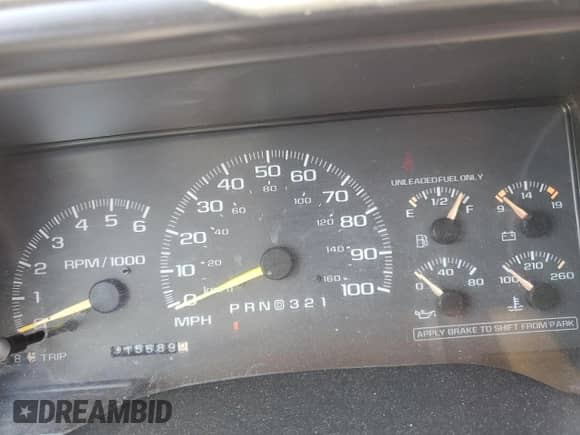 UNLEADED FUEL ONLY
E 1/2 F
9 14 19
0 40 80
100 210 260
APPLY BRAKE TO SHIFT FROM PARK
0 10 20 30 40 50 60 70 80 90 100
20 40 60 80 100 120 140 160
MPH
PRND321
1 2 3 4 5 6
RPM/1000
TRIP
DREAMBID